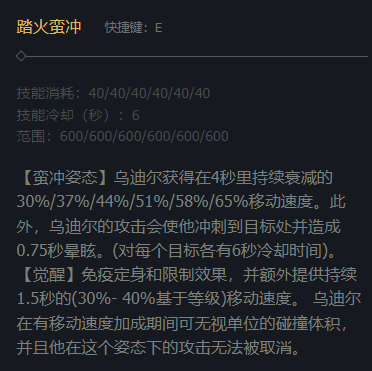 踏火蛮冲 快捷键：E
技能消耗：40/40/40/40/40/40
技能冷却（秒）：6
范围：600/600/600/600/600/600
【蛮冲姿态】乌迪尔获得在4秒里持续衰减的
30%/37%/44%/51%/58%/65%移动速度。此
外，乌迪尔的攻击会使他冲刺到目标处并造成
0.75秒晕眩。(对每个目标各有6秒冷却时间)。
【觉醒】免疫定身和限制效果，并额外提供持续
1.5秒的(30%- 40%基于等级)移动速度。 乌迪尔
在有移动速度加成期间可无视单位的碰撞体积，
并且他在这个姿态下的攻击无法被取消。